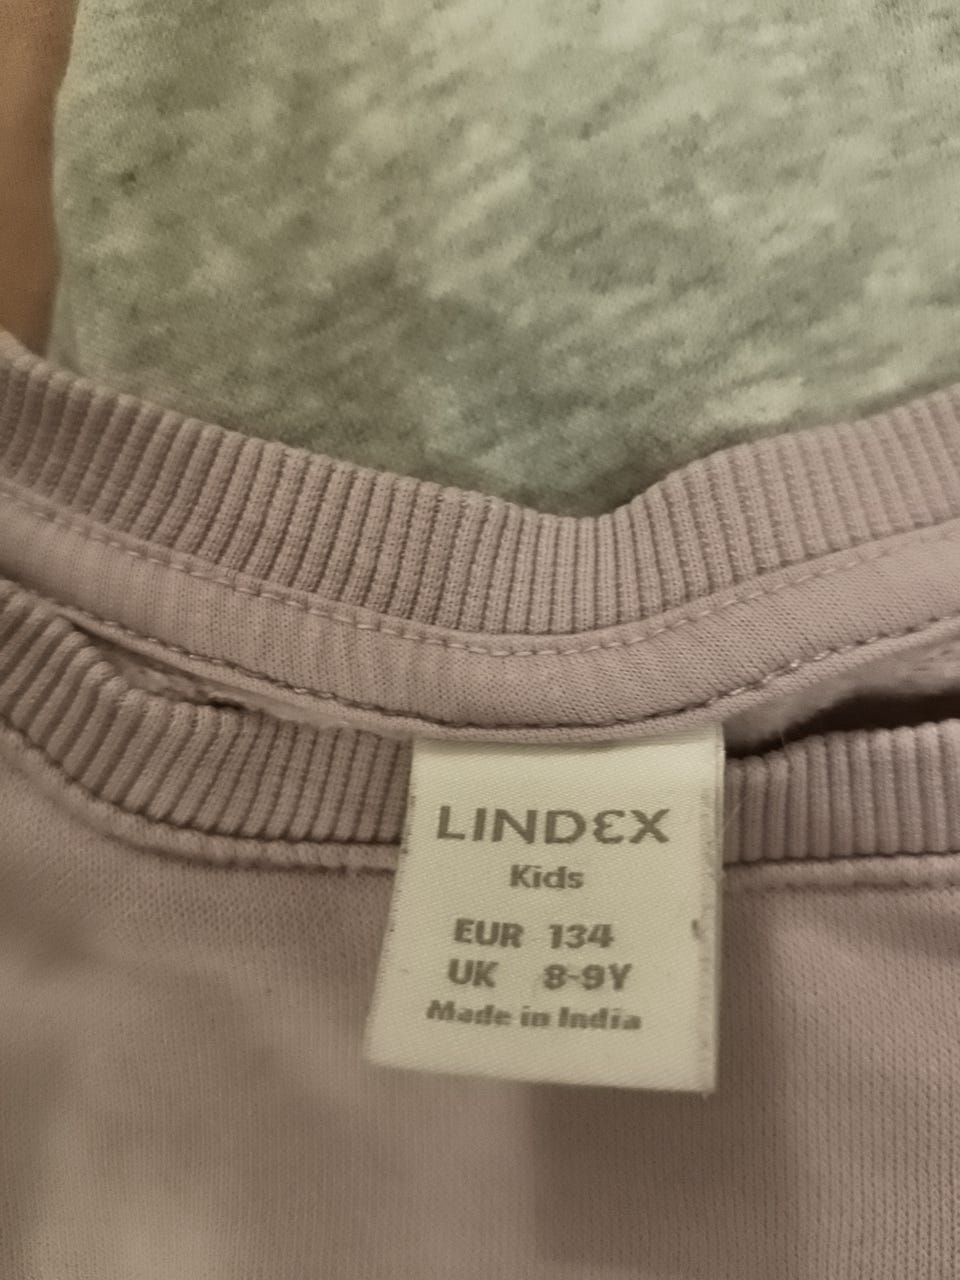 LINDEX
Kids
EUR 134
UK 8-9Y
Made in India